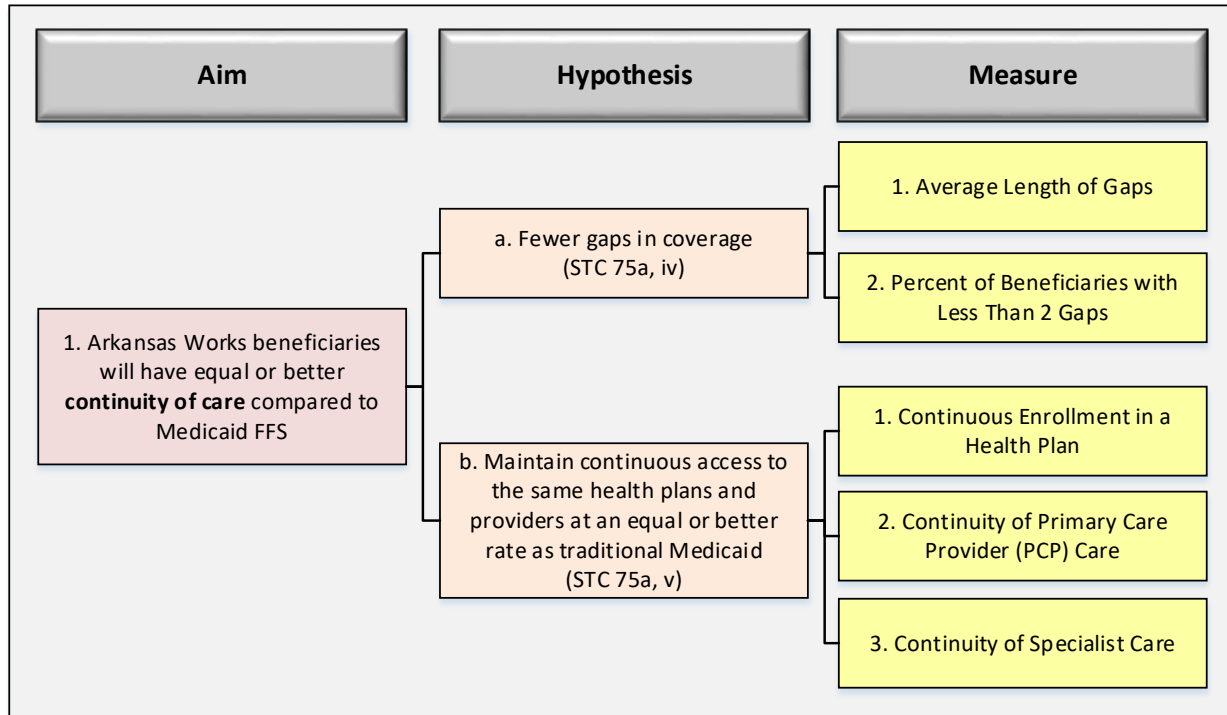 Aim
Hypothesis
Measure
1. Arkansas Works beneficiaries
will have equal or better
continuity of care compared to
Medicaid FFS
a. Fewer gaps in coverage
(STC 75a, iv)
1. Average Length of Gaps
2. Percent of Beneficiaries with
Less Than 2 Gaps
b. Maintain continuous access to
the same health plans and
providers at an equal or better
rate as traditional Medicaid
(STC 75a, v)
1. Continuous Enrollment in a
Health Plan
2. Continuity of Primary Care
Provider (PCP) Care
3. Continuity of Specialist Care